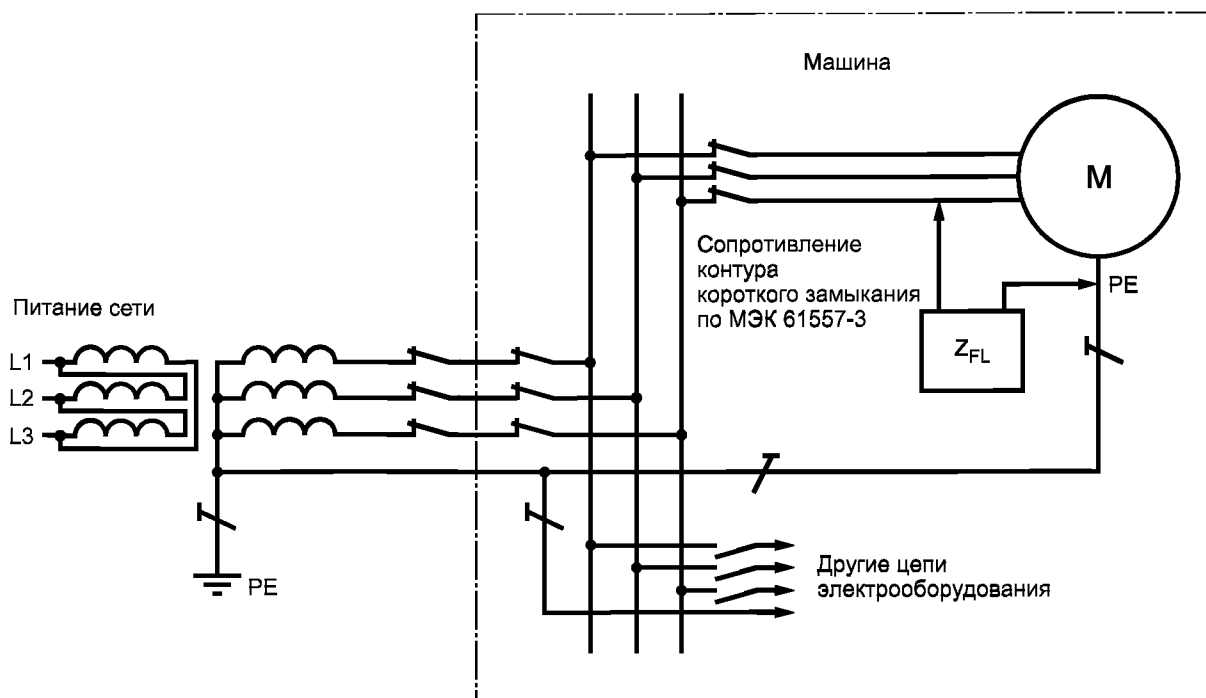 Машина
M
Сопротивление
контура
короткого замыкания
по МЭК 61557-3
PE
Z_FL
Питание сети
L1
L2
L3
PE
Другие цепи
электрооборудования